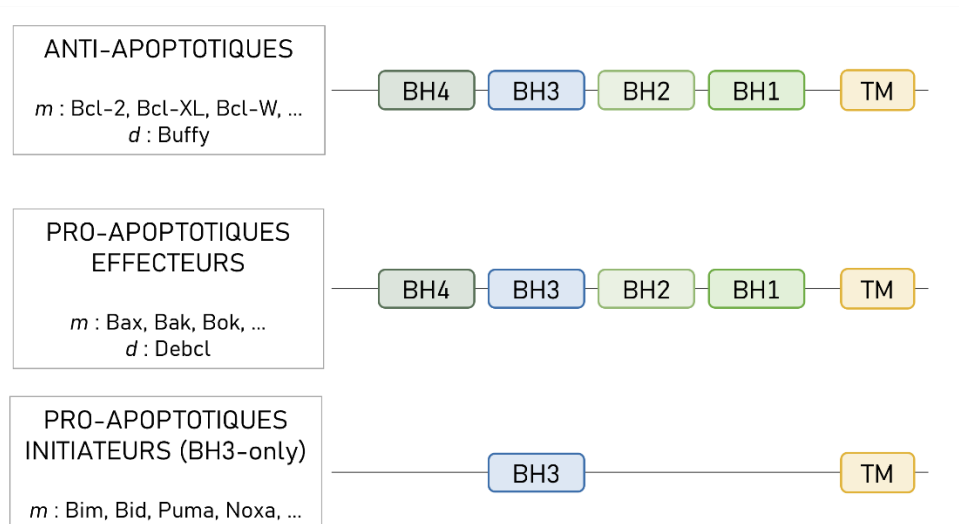 ANTI-APOPTOTIQUES
m : Bcl-2, Bcl-XL, Bcl-W, ...
d : Buffy
BH4 BH3 BH2 BH1 TM
PRO-APOPTOTIQUES
EFFECTEURS
m : Bax, Bak, Bok, ...
d : Debcl
BH4 BH3 BH2 BH1 TM
PRO-APOPTOTIQUES
INITIATEURS (BH3-only)
m : Bim, Bid, Puma, Noxa, ...
BH3 TM